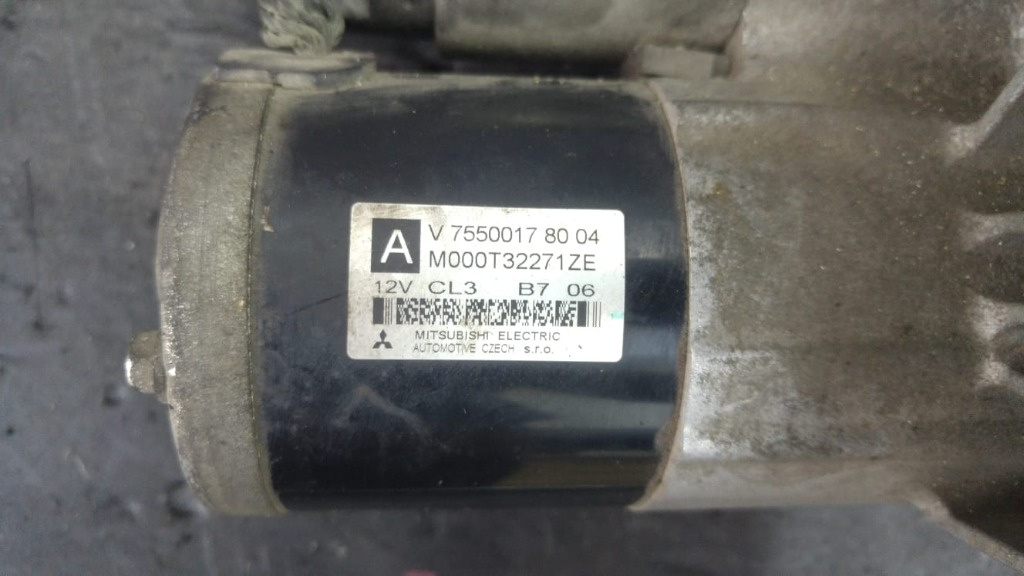 A
V 7550017 80 04
M000T32271ZE
12V CL3 B7 06
MITSUBISHI ELECTRIC
AUTOMOTIVE CZECH s.r.o.